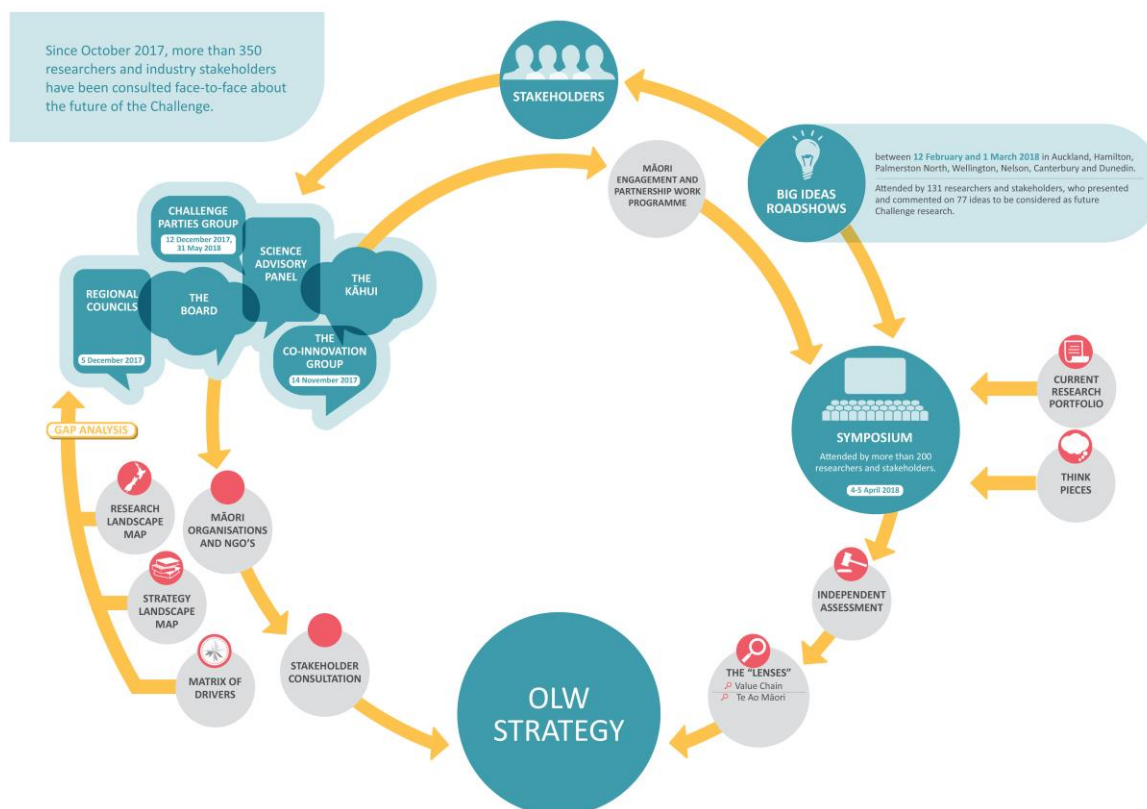 Since October 2017, more than 350
researchers and industry stakeholders
have been consulted face-to-face about
the future of the Challenge.
STAKEHOLDERS
BIG IDEAS
ROADSHOWS
between 12 February and 1 March 2018 in Auckland, Hamilton,
Palmerston North, Wellington, Nelson, Canterbury and Dunedin.
Attended by 131 researchers and stakeholders, who presented
and commented on 77 ideas to be considered as future
Challenge research.
MĀORI
ENGAGEMENT AND
PARTNERSHIP WORK
PROGRAMME
CHALLENGE
PARTIES GROUP
12 December 2017,
31 May 2018
SCIENCE
ADVISORY
PANEL
REGIONAL
COUNCILS
5 December 2017
THE
BOARD
THE
KĀHUI
THE
CO-INNOVATION
GROUP
14 November 2017
GAP ANALYSIS
RESEARCH
LANDSCAPE
MAP
STRATEGY
LANDSCAPE
MAP
MATRIX OF
DRIVERS
MĀORI
ORGANISATIONS
AND NGO'S
STAKEHOLDER
CONSULTATION
SYMPOSIUM
Attended by more than 200
researchers and stakeholders.
4-5 April 2018
CURRENT
RESEARCH
PORTFOLIO
THINK
PIECES
INDEPENDENT
ASSESSMENT
THE "LENSES"
Value Chain
Te Ao Māori
OLW
STRATEGY